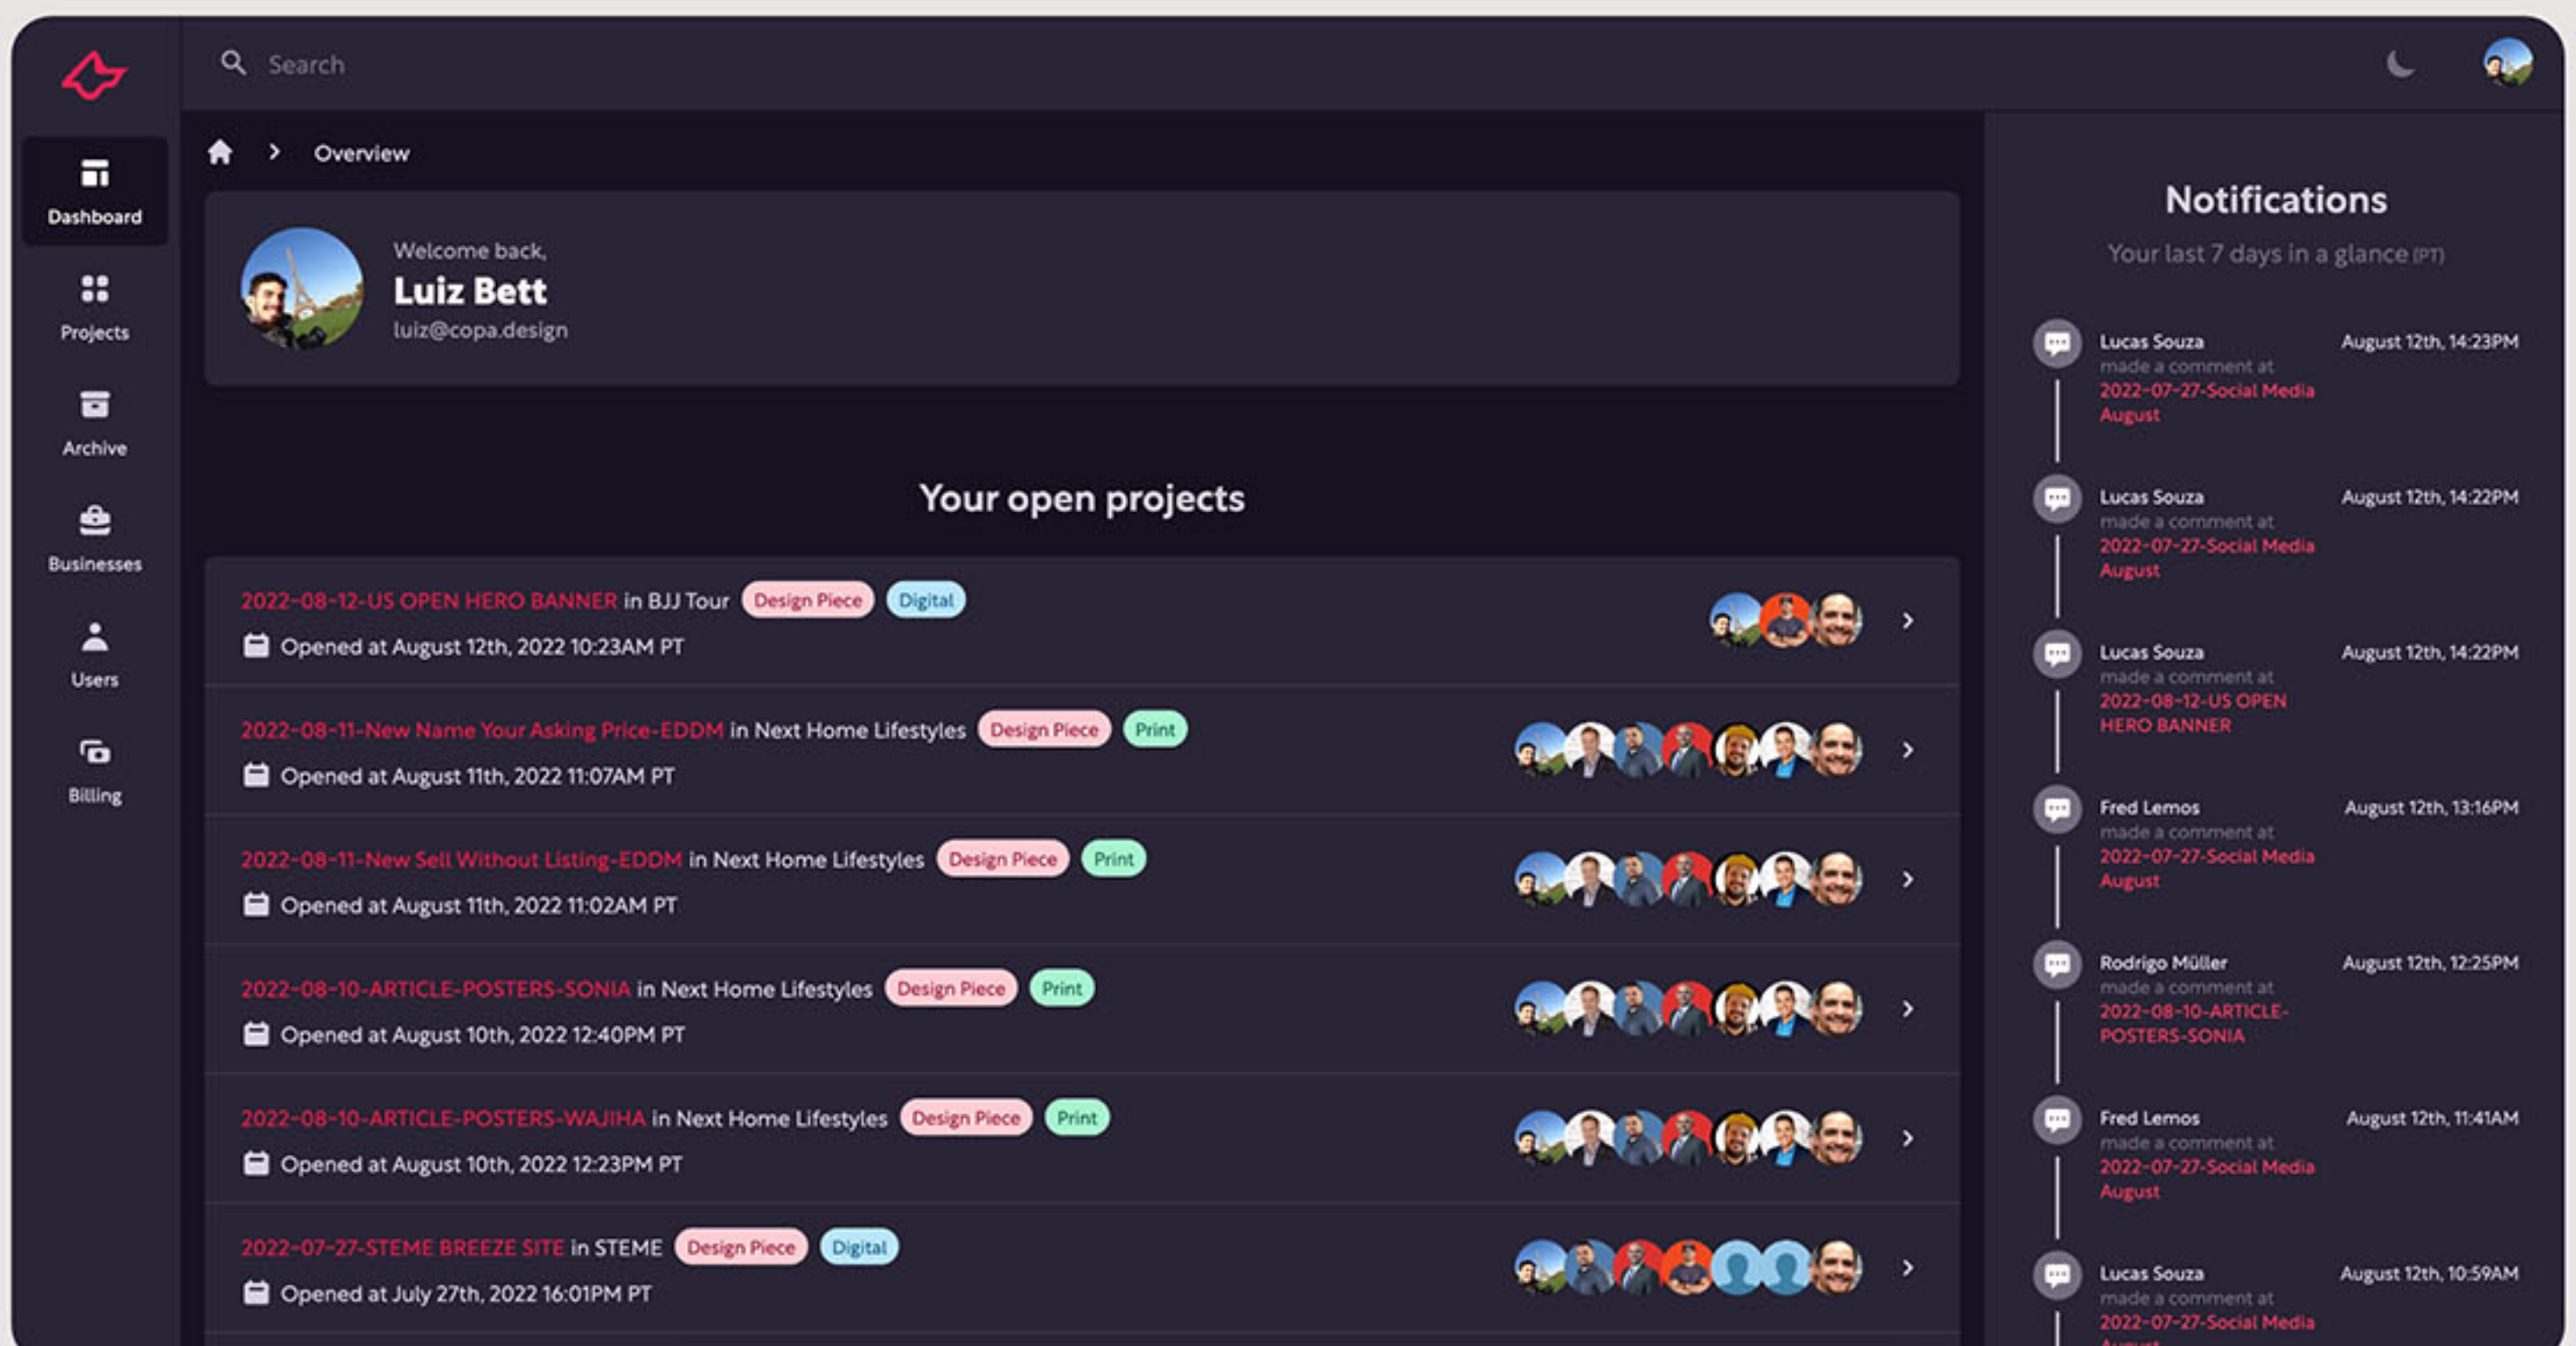 Search
Dashboard
Projects
Archive
Businesses
Users
Billing
Overview
Welcome back,
Luiz Bett
luiz@copa.design
Your open projects
2022-08-12-US OPEN HERO BANNER in BJJ Tour Design Piece Digital
Opened at August 12th, 2022 10:23AM PT
2022-08-11-New Name Your Asking Price-EDDM in Next Home Lifestyles Design Piece Print
Opened at August 11th, 2022 11:07AM PT
2022-08-11-New Sell Without Listing-EDDM in Next Home Lifestyles Design Piece Print
Opened at August 11th, 2022 11:02AM PT
2022-08-10-ARTICLE-POSTERS-SONIA in Next Home Lifestyles Design Piece Print
Opened at August 10th, 2022 12:40PM PT
2022-08-10-ARTICLE-POSTERS-WAJIHA in Next Home Lifestyles Design Piece Print
Opened at August 10th, 2022 12:23PM PT
2022-07-27-STEME BREEZE SITE in STEME Design Piece Digital
Opened at July 27th, 2022 16:01PM PT
Notifications
Your last 7 days in a glance (PT)
Lucas Souza August 12th, 14:23PM
made a comment at
2022-07-27-Social Media
August
Lucas Souza August 12th, 14:22PM
made a comment at
2022-07-27-Social Media
August
Lucas Souza August 12th, 14:22PM
made a comment at
2022-08-12-US OPEN
HERO BANNER
Fred Lemos August 12th, 13:16PM
made a comment at
2022-07-27-Social Media
August
Rodrigo Müller August 12th, 12:25PM
made a comment at
2022-08-10-ARTICLE-
POSTERS-SONIA
Fred Lemos August 12th, 11:41AM
made a comment at
2022-07-27-Social Media
August
Lucas Souza August 12th, 10:59AM
made a comment at
2022-07-27-Social Media